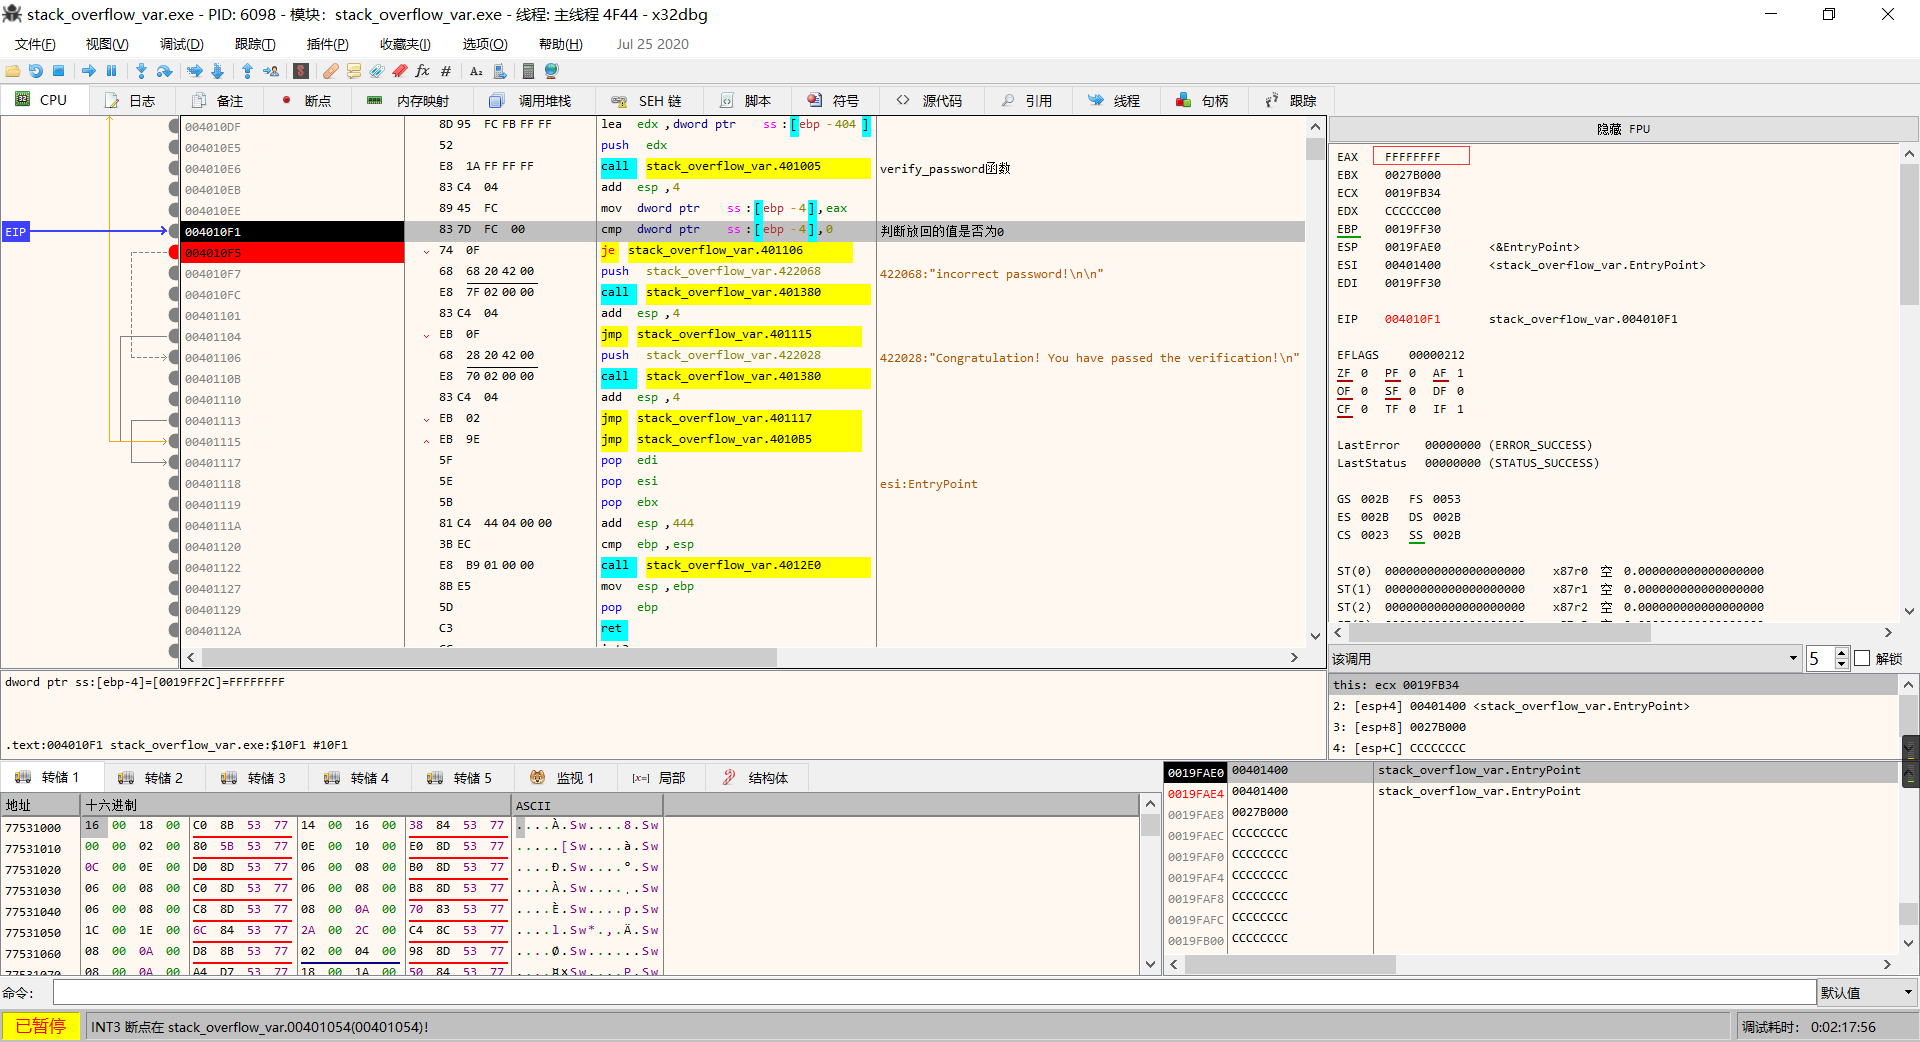 stack_overflow_var.exe - PID: 6098 - 模块: stack_overflow_var.exe - 线程: 主线程 4F44 - x32dbg
文件(F) 视图(V) 调试(D) 跟踪(T) 插件(P) 收藏夹(I) 选项(O) 帮助(H) Jul 25 2020
CPU 日志 备注 断点 内存映射 调用堆栈 SEH 链 脚本 符号 源代码 引用 线程 句柄 跟踪
004010DF 8D 95 FC FB FF FF lea edx,dword ptr ss:[ebp-404]
004010E5 52 push edx
004010E6 E8 1A FF FF FF call stack_overflow_var.401005 verify_password函数
004010EB 83 C4 04 add esp,4
004010EE 89 45 FC mov dword ptr ss:[ebp-4],eax
EIP 004010F1 83 7D FC 00 cmp dword ptr ss:[ebp-4],0 判断放回的值是否为0
004010F5 74 0F je stack_overflow_var.401106
004010F7 68 68 20 42 00 push stack_overflow_var.422068 422068:"incorrect password!\n\n"
004010FC E8 7F 02 00 00 call stack_overflow_var.401380
00401101 83 C4 04 add esp,4
00401104 EB 0F jmp stack_overflow_var.401115
00401106 68 28 20 42 00 push stack_overflow_var.422028 422028:"Congratulation! You have passed the verification!\n"
0040110B E8 70 02 00 00 call stack_overflow_var.401380
00401110 83 C4 04 add esp,4
00401113 EB 02 jmp stack_overflow_var.401117
00401115 EB 9E jmp stack_overflow_var.4010B5
00401117 5F pop edi
00401118 5E pop esi esi:EntryPoint
00401119 5B pop ebx
0040111A 81 C4 44 04 00 00 add esp,444
00401120 3B EC cmp ebp,esp
00401122 E8 B9 01 00 00 call stack_overflow_var.4012E0
00401127 8B E5 mov esp,ebp
00401129 5D pop ebp
0040112A C3 ret
隐藏 FPU
EAX FFFFFFFF
EBX 0027B000
ECX 0019FB34
EDX CCCCCC00
EBP 0019FF30
ESP 0019FAE0 <&EntryPoint>
ESI 00401400 <stack_overflow_var.EntryPoint>
EDI 0019FF30
EIP 004010F1 stack_overflow_var.004010F1
EFLAGS 00000212
ZF 0 PF 0 AF 1
OF 0 SF 0 DF 0
CF 0 TF 0 IF 1
LastError 00000000 (ERROR_SUCCESS)
LastStatus 00000000 (STATUS_SUCCESS)
GS 002B FS 0053
ES 002B DS 002B
CS 0023 SS 002B
ST(0) 00000000000000000000 x87r0 空 0.000000000000000000
ST(1) 00000000000000000000 x87r1 空 0.000000000000000000
ST(2) 00000000000000000000 x87r2 空 0.000000000000000000
该调用 5 解锁
this: ecx 0019FB34
2: [esp+4] 00401400 <stack_overflow_var.EntryPoint>
3: [esp+8] 0027B000
4: [esp+C] CCCCCCCC
dword ptr ss:[ebp-4]=[0019FF2C]=FFFFFFFF
.text:004010F1 stack_overflow_var.exe:$10F1 #10F1
转储 1 转储 2 转储 3 转储 4 转储 5 监视 1 [x=] 局部 结构体
地址 十六进制 ASCII
77531000 16 00 18 00 C0 8B 53 77 14 00 16 00 38 84 53 77 ....À.Sw....8.Sw
77531010 00 00 02 00 80 5B 53 77 0E 00 10 00 E0 8D 53 77 .....[Sw....à.Sw
77531020 0C 00 0E 00 D0 8D 53 77 06 00 08 00 B0 8D 53 77 ....Ð.Sw....°.Sw
77531030 06 00 08 00 C0 8D 53 77 06 00 08 00 B8 8D 53 77 ....À.Sw....¸.Sw
77531040 06 00 08 00 C8 8D 53 77 08 00 0A 00 70 83 53 77 ....È.Sw....p.Sw
77531050 1C 00 1E 00 6C 84 53 77 2A 00 2C 00 C4 8C 53 77 ....l.Sw*.,.Ä.Sw
77531060 08 00 0A 00 D8 8B 53 77 02 00 04 00 98 8D 53 77 ....Ø.Sw......Sw
77531070 08 00 0A 00 A4 D7 53 77 18 00 1A 00 50 84 53 77 ....¤×Sw....P.Sw
0019FAE0 00401400 stack_overflow_var.EntryPoint
0019FAE4 00401400 stack_overflow_var.EntryPoint
0019FAE8 0027B000
0019FAEC CCCCCCCC
0019FAF0 CCCCCCCC
0019FAF4 CCCCCCCC
0019FAF8 CCCCCCCC
0019FAFC CCCCCCCC
0019FB00 CCCCCCCC
命令: 默认值
已暂停 INT3 断点在 stack_overflow_var.00401054(00401054)! 调试耗时: 0:02:17:56